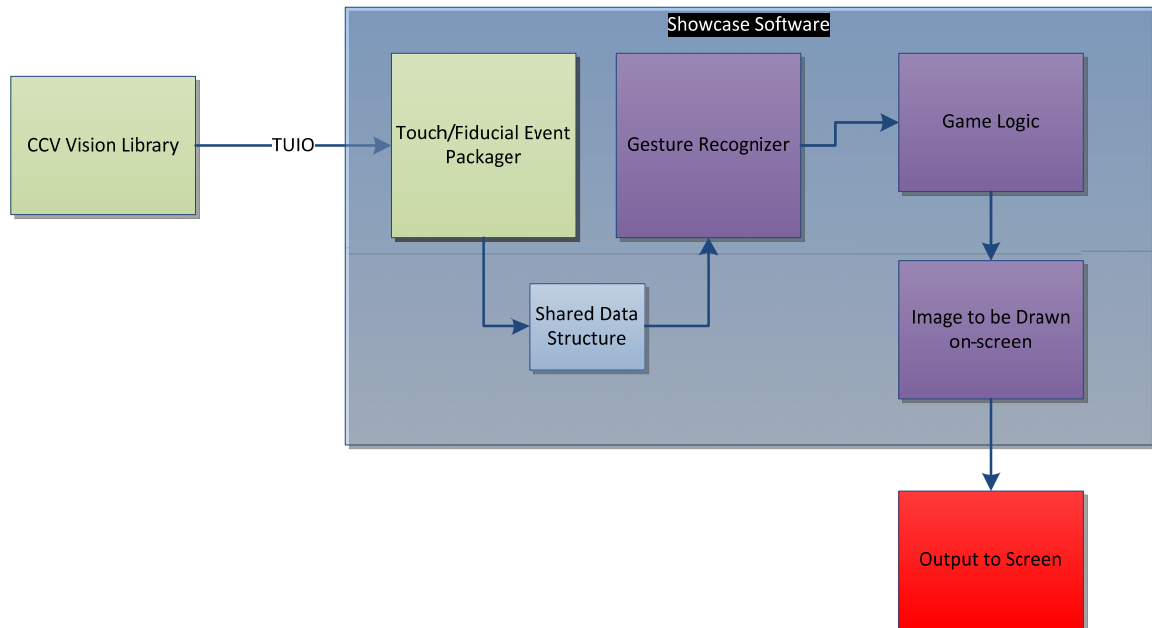 Showcase Software
CCV Vision Library
TUIO
Touch/Fiducial Event
Packager
Gesture Recognizer
Game Logic
Shared Data
Structure
Image to be Drawn
on-screen
Output to Screen